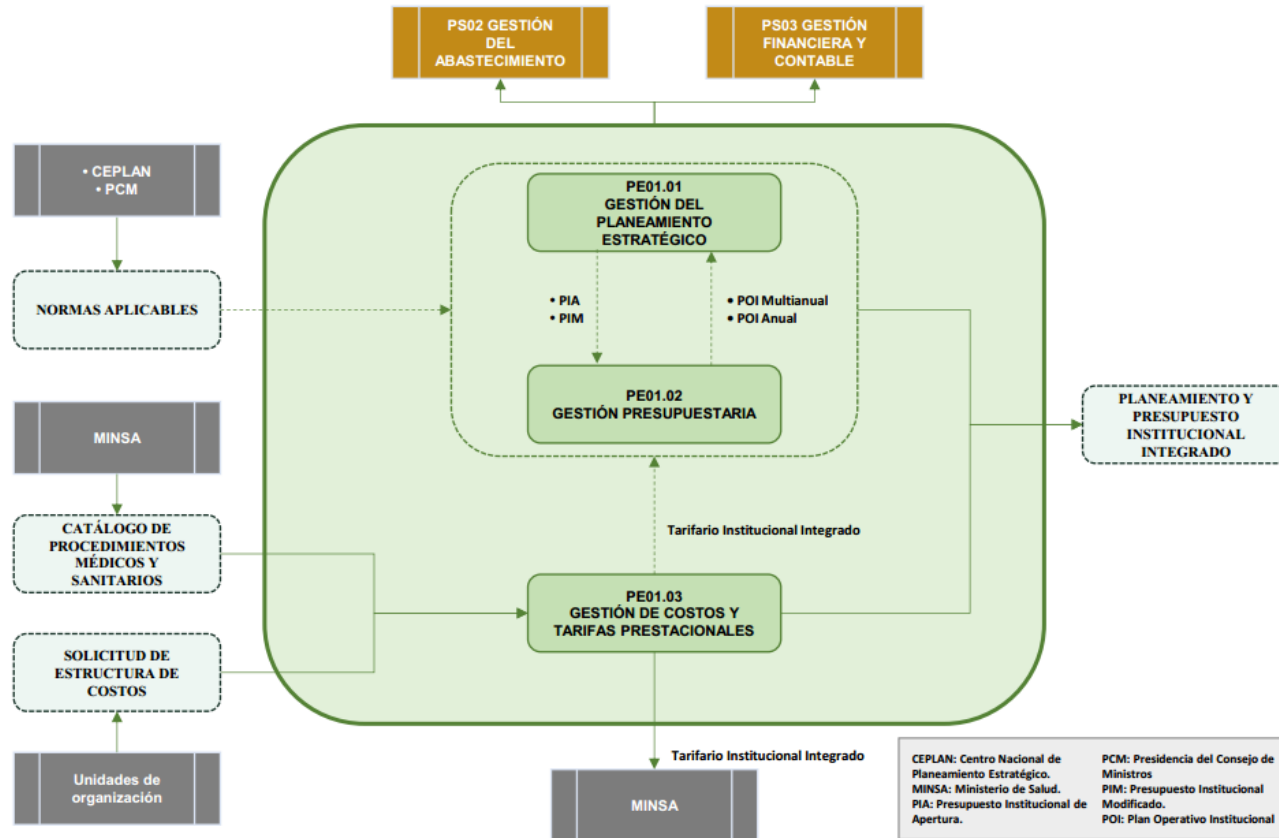 PS02 GESTIÓN
DEL
ABASTECIMIENTO
PS03 GESTIÓN
FINANCIERA Y
CONTABLE
• CEPLAN
• PCM
NORMAS APLICABLES
PE01.01
GESTIÓN DEL
PLANEAMIENTO
ESTRATÉGICO
• PIA
• PIM
• POI Multianual
• POI Anual
PE01.02
GESTIÓN PRESUPUESTARIA
MINSA
PLANEAMIENTO Y
PRESUPUESTO
INSTITUCIONAL
INTEGRADO
CATÁLOGO DE
PROCEDIMIENTOS
MÉDICOS Y
SANITARIOS
Tarifario Institucional Integrado
PE01.03
GESTIÓN DE COSTOS Y
TARIFAS PRESTACIONALES
SOLICITUD DE
ESTRUCTURA DE
COSTOS
Unidades de
organización
Tarifario Institucional Integrado
MINSA
CEPLAN: Centro Nacional de
Planeamiento Estratégico.
MINSA: Ministerio de Salud.
PIA: Presupuesto Institucional de
Apertura.
PCM: Presidencia del Consejo de
Ministros
PIM: Presupuesto Institucional
Modificado.
POI: Plan Operativo Institucional